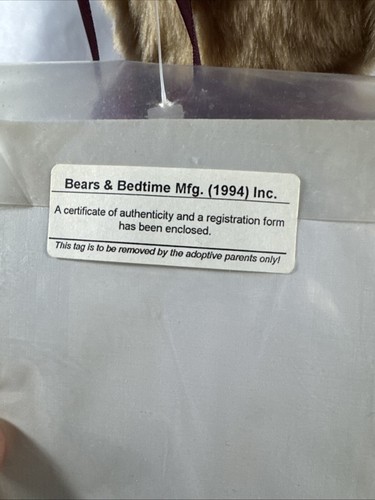 Bears & Bedtime Mfg. (1994) Inc.
A certificate of authenticity and a registration form
has been enclosed.
This tag is to be removed by the adoptive parents only!